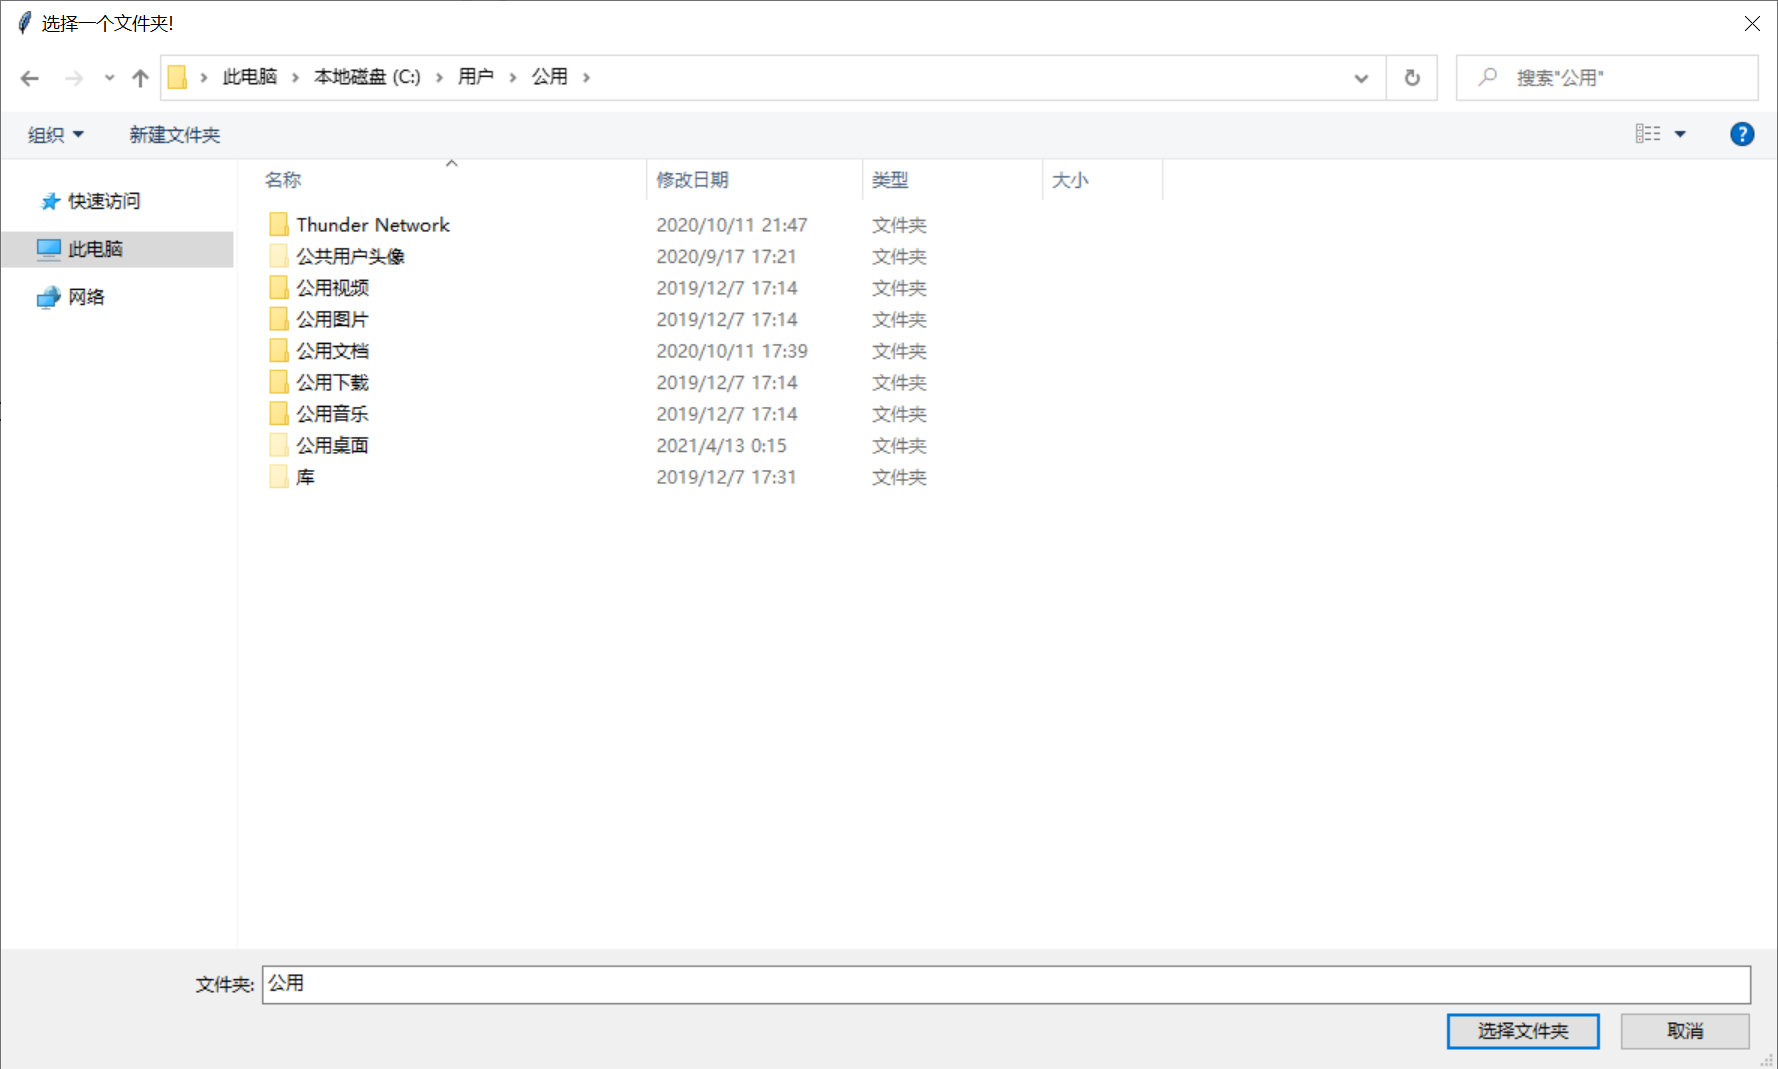 选择一个文件夹!
此电脑 本地磁盘 (C:) 用户 公用 搜索"公用"
组织 新建文件夹 ?
名称 修改日期 类型 大小
快速访问
此电脑
网络
Thunder Network 2020/10/11 21:47 文件夹
公共用户头像 2020/9/17 17:21 文件夹
公用视频 2019/12/7 17:14 文件夹
公用图片 2019/12/7 17:14 文件夹
公用文档 2020/10/11 17:39 文件夹
公用下载 2019/12/7 17:14 文件夹
公用音乐 2019/12/7 17:14 文件夹
公用桌面 2021/4/13 0:15 文件夹
库 2019/12/7 17:31 文件夹
文件夹: 公用
选择文件夹 取消